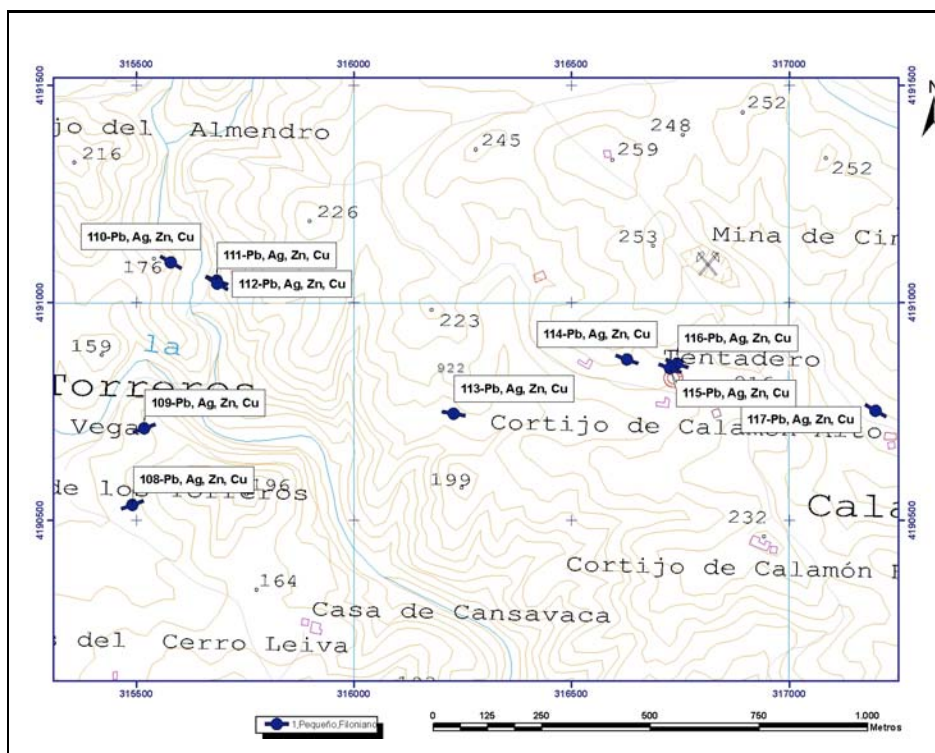 315500
316000
316500
317000
4191500
4191500
N
252
jo del Almendro
245
248
259
216
252
226
253
Mina de Cin
110-Pb, Ag, Zn, Cu
176
111-Pb, Ag, Zn, Cu
112-Pb, Ag, Zn, Cu
4191000
4191000
223
114-Pb, Ag, Zn, Cu
116-Pb, Ag, Zn, Cu
159
la
Tentadero
922
Torreros
113-Pb, Ag, Zn, Cu
115-Pb, Ag, Zn, Cu
109-Pb, Ag, Zn, Cu
117-Pb, Ag, Zn, Cu
Vega
Cortijo de Calamón Alto
108-Pb, Ag, Zn, Cu
199
196
de los Torreros
Cala
4190500
4190500
232
Cortijo de Calamón
164
Casa de Cansavaca
s del Cerro Leiva
315500
316000
316500
317000
1,Pequeño,Filoniano
0
125
250
500
750
1.000
Metros